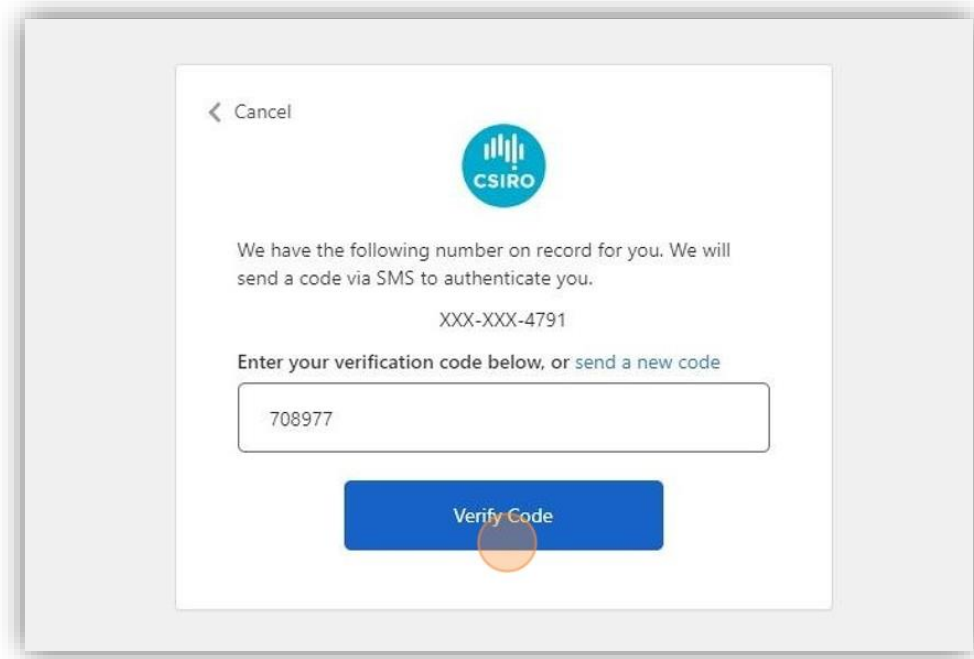 Cancel
CSIRO
We have the following number on record for you. We will
send a code via SMS to authenticate you.
XXX-XXX-4791
Enter your verification code below, or send a new code
708977
Verify Code